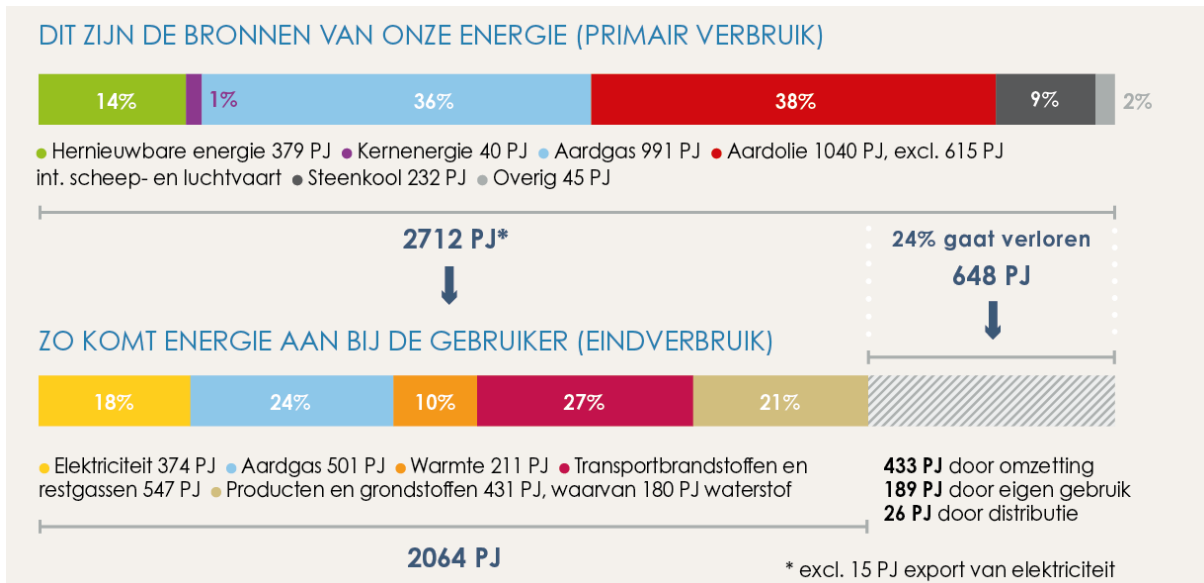 DIT ZIJN DE BRONNEN VAN ONZE ENERGIE (PRIMAIR VERBRUIK)
14% 1% 36% 38% 9% 2%
Hernieuwbare energie 379 PJ Kernenergie 40 PJ Aardgas 991 PJ Aardolie 1040 PJ, excl. 615 PJ
int. scheep- en luchtvaart Steenkool 232 PJ Overig 45 PJ
2712 PJ*
24% gaat verloren
648 PJ
ZO KOMT ENERGIE AAN BIJ DE GEBRUIKER (EINDVERBRUIK)
18% 24% 10% 27% 21%
Elektriciteit 374 PJ Aardgas 501 PJ Warmte 211 PJ Transportbrandstoffen en
restgassen 547 PJ Producten en grondstoffen 431 PJ, waarvan 180 PJ waterstof
433 PJ door omzetting
189 PJ door eigen gebruik
26 PJ door distributie
2064 PJ
* excl. 15 PJ export van elektriciteit